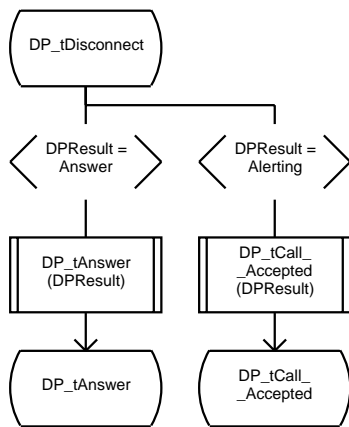 DP_tDisconnect
DPResult =
Answer
DPResult =
Alerting
DP_tAnswer
(DPResult)
DP_tCall_
_Accepted
(DPResult)
DP_tAnswer
DP_tCall_
_Accepted